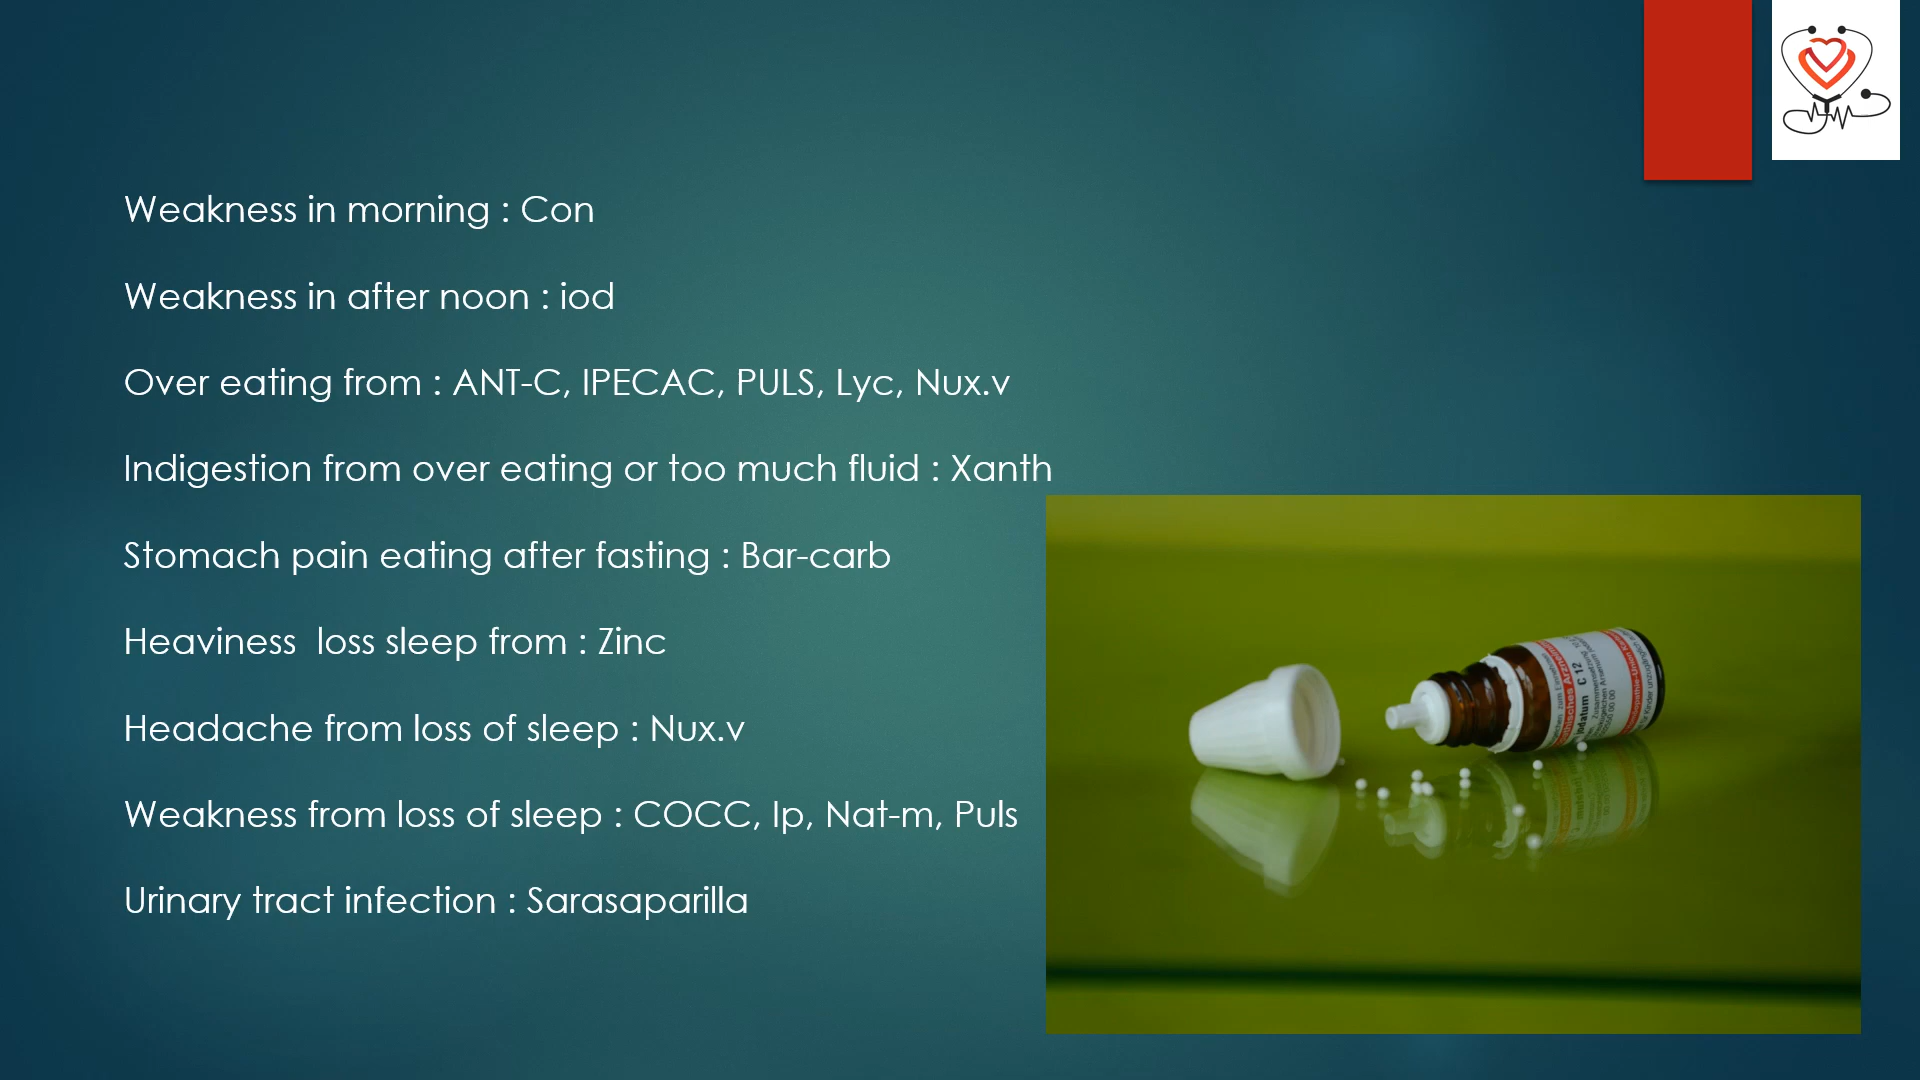 Weakness in morning : Con
Weakness in after noon : iod
Over eating from : ANT-C, IPECAC, PULS, Lyc, Nux.v
Indigestion from over eating or too much fluid : Xanth
Stomach pain eating after fasting : Bar-carb
Heaviness  loss sleep from : Zinc
Headache from loss of sleep : Nux.v
Weakness from loss of sleep : COCC, Ip, Nat-m, Puls
Urinary tract infection : Sarasaparilla
C 12